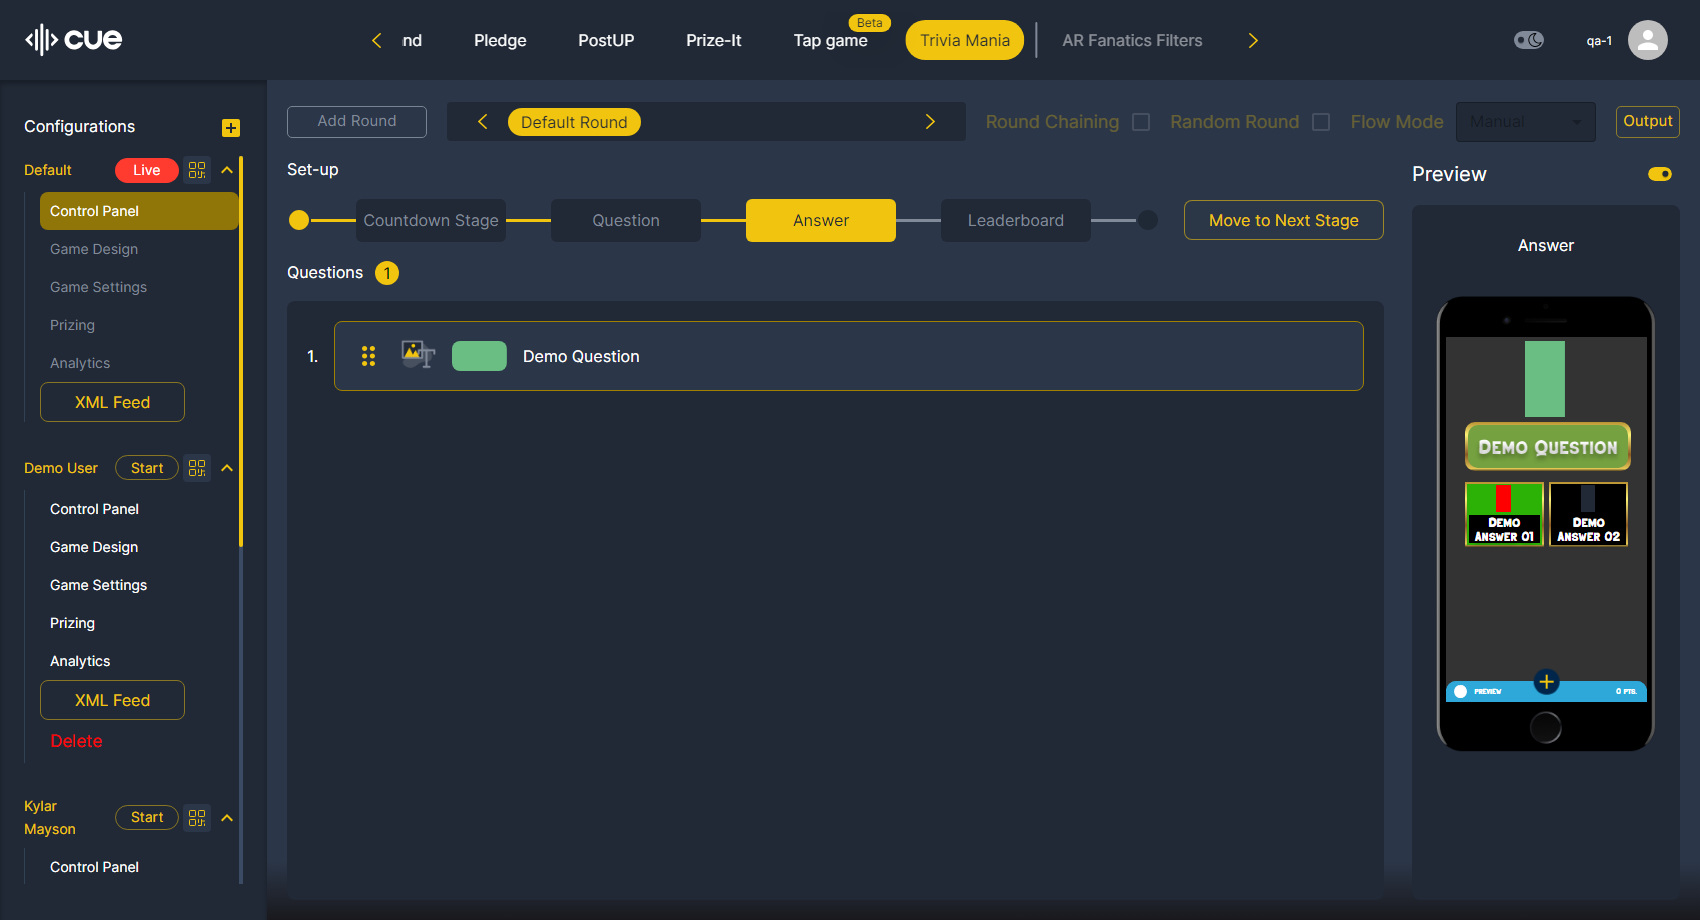 cue
nd
Pledge
PostUP
Prize-It
Tap game
Beta
Trivia Mania
AR Fanatics Filters
qa-1
Configurations
Default
Live
Control Panel
Game Design
Game Settings
Prizing
Analytics
XML Feed
Demo User
Start
Control Panel
Game Design
Game Settings
Prizing
Analytics
XML Feed
Delete
Kylar
Mayson
Start
Control Panel
Add Round
Default Round
Round Chaining
Random Round
Flow Mode
Manual
Output
Set-up
Countdown Stage
Question
Answer
Leaderboard
Move to Next Stage
Questions 1
1.
Demo Question
Preview
Answer
Demo Question
Demo
Answer 01
Demo
Answer 02
PREVIEW
0 PTS.